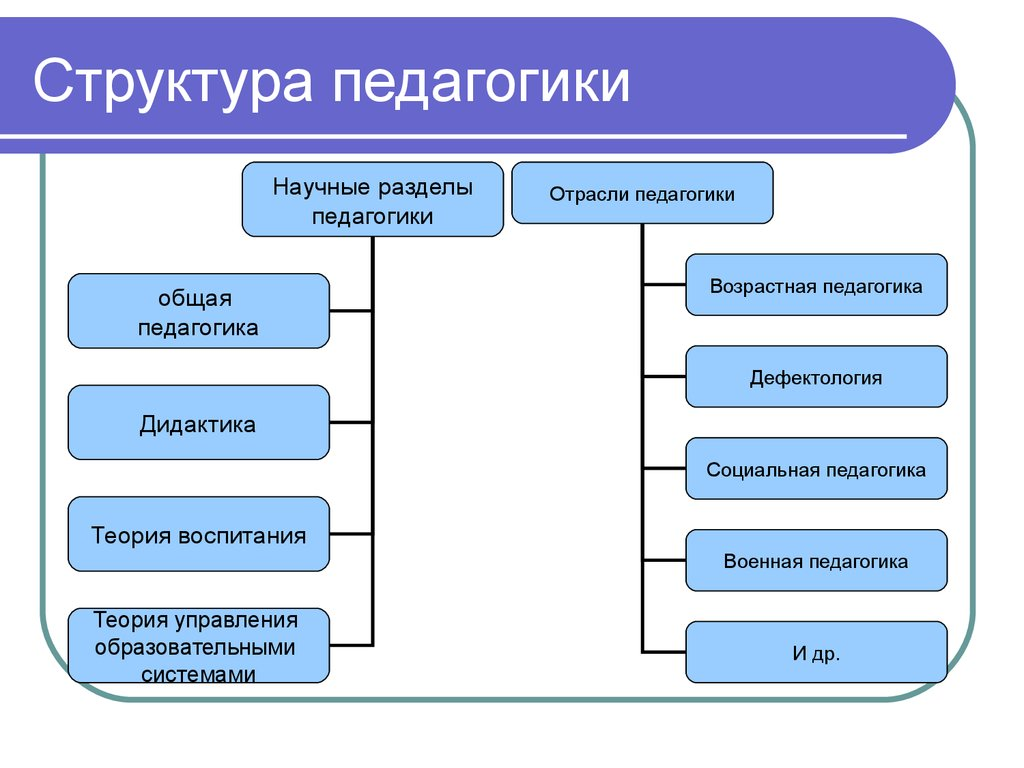 Структура педагогики
Научные разделы
педагогики
общая
педагогика
Дидактика
Теория воспитания
Теория управления
образовательными
системами
Отрасли педагогики
Возрастная педагогика
Дефектология
Социальная педагогика
Военная педагогика
И др.